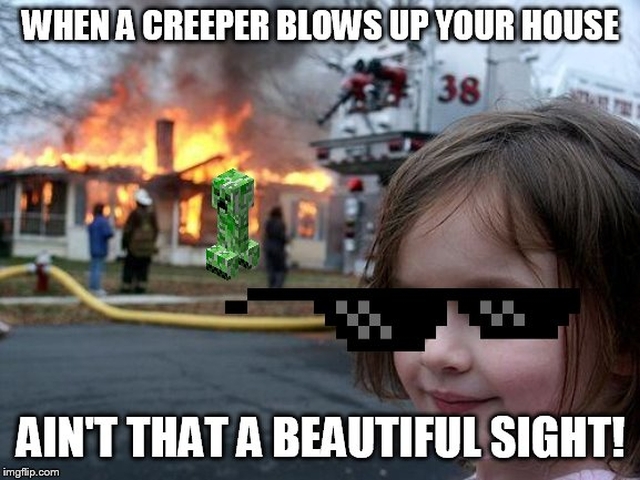 WHEN A CREEPER BLOWS UP YOUR HOUSE
38
AIN'T THAT A BEAUTIFUL SIGHT!
imgflip.com